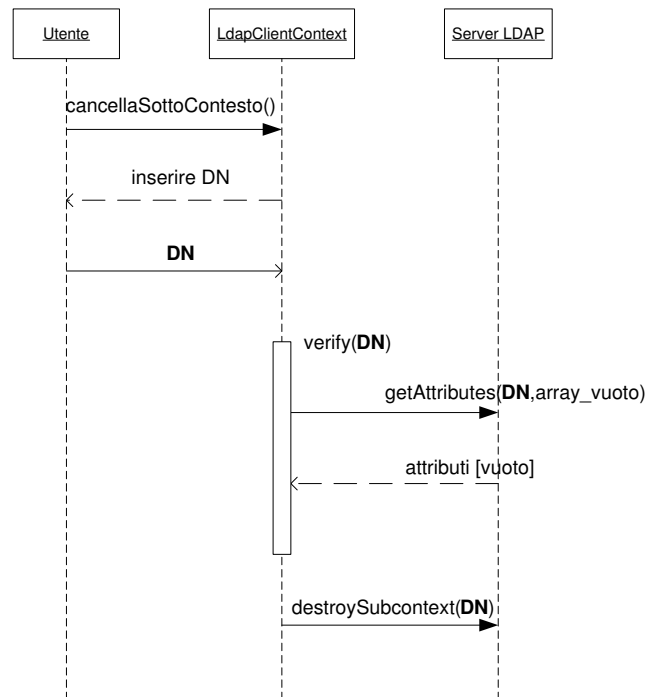 Utente
LdapClientContext
Server LDAP
cancellaSottoContesto()
inserire DN
DN
verify(DN)
getAttributes(DN,array_vuoto)
attributi [vuoto]
destroySubcontext(DN)